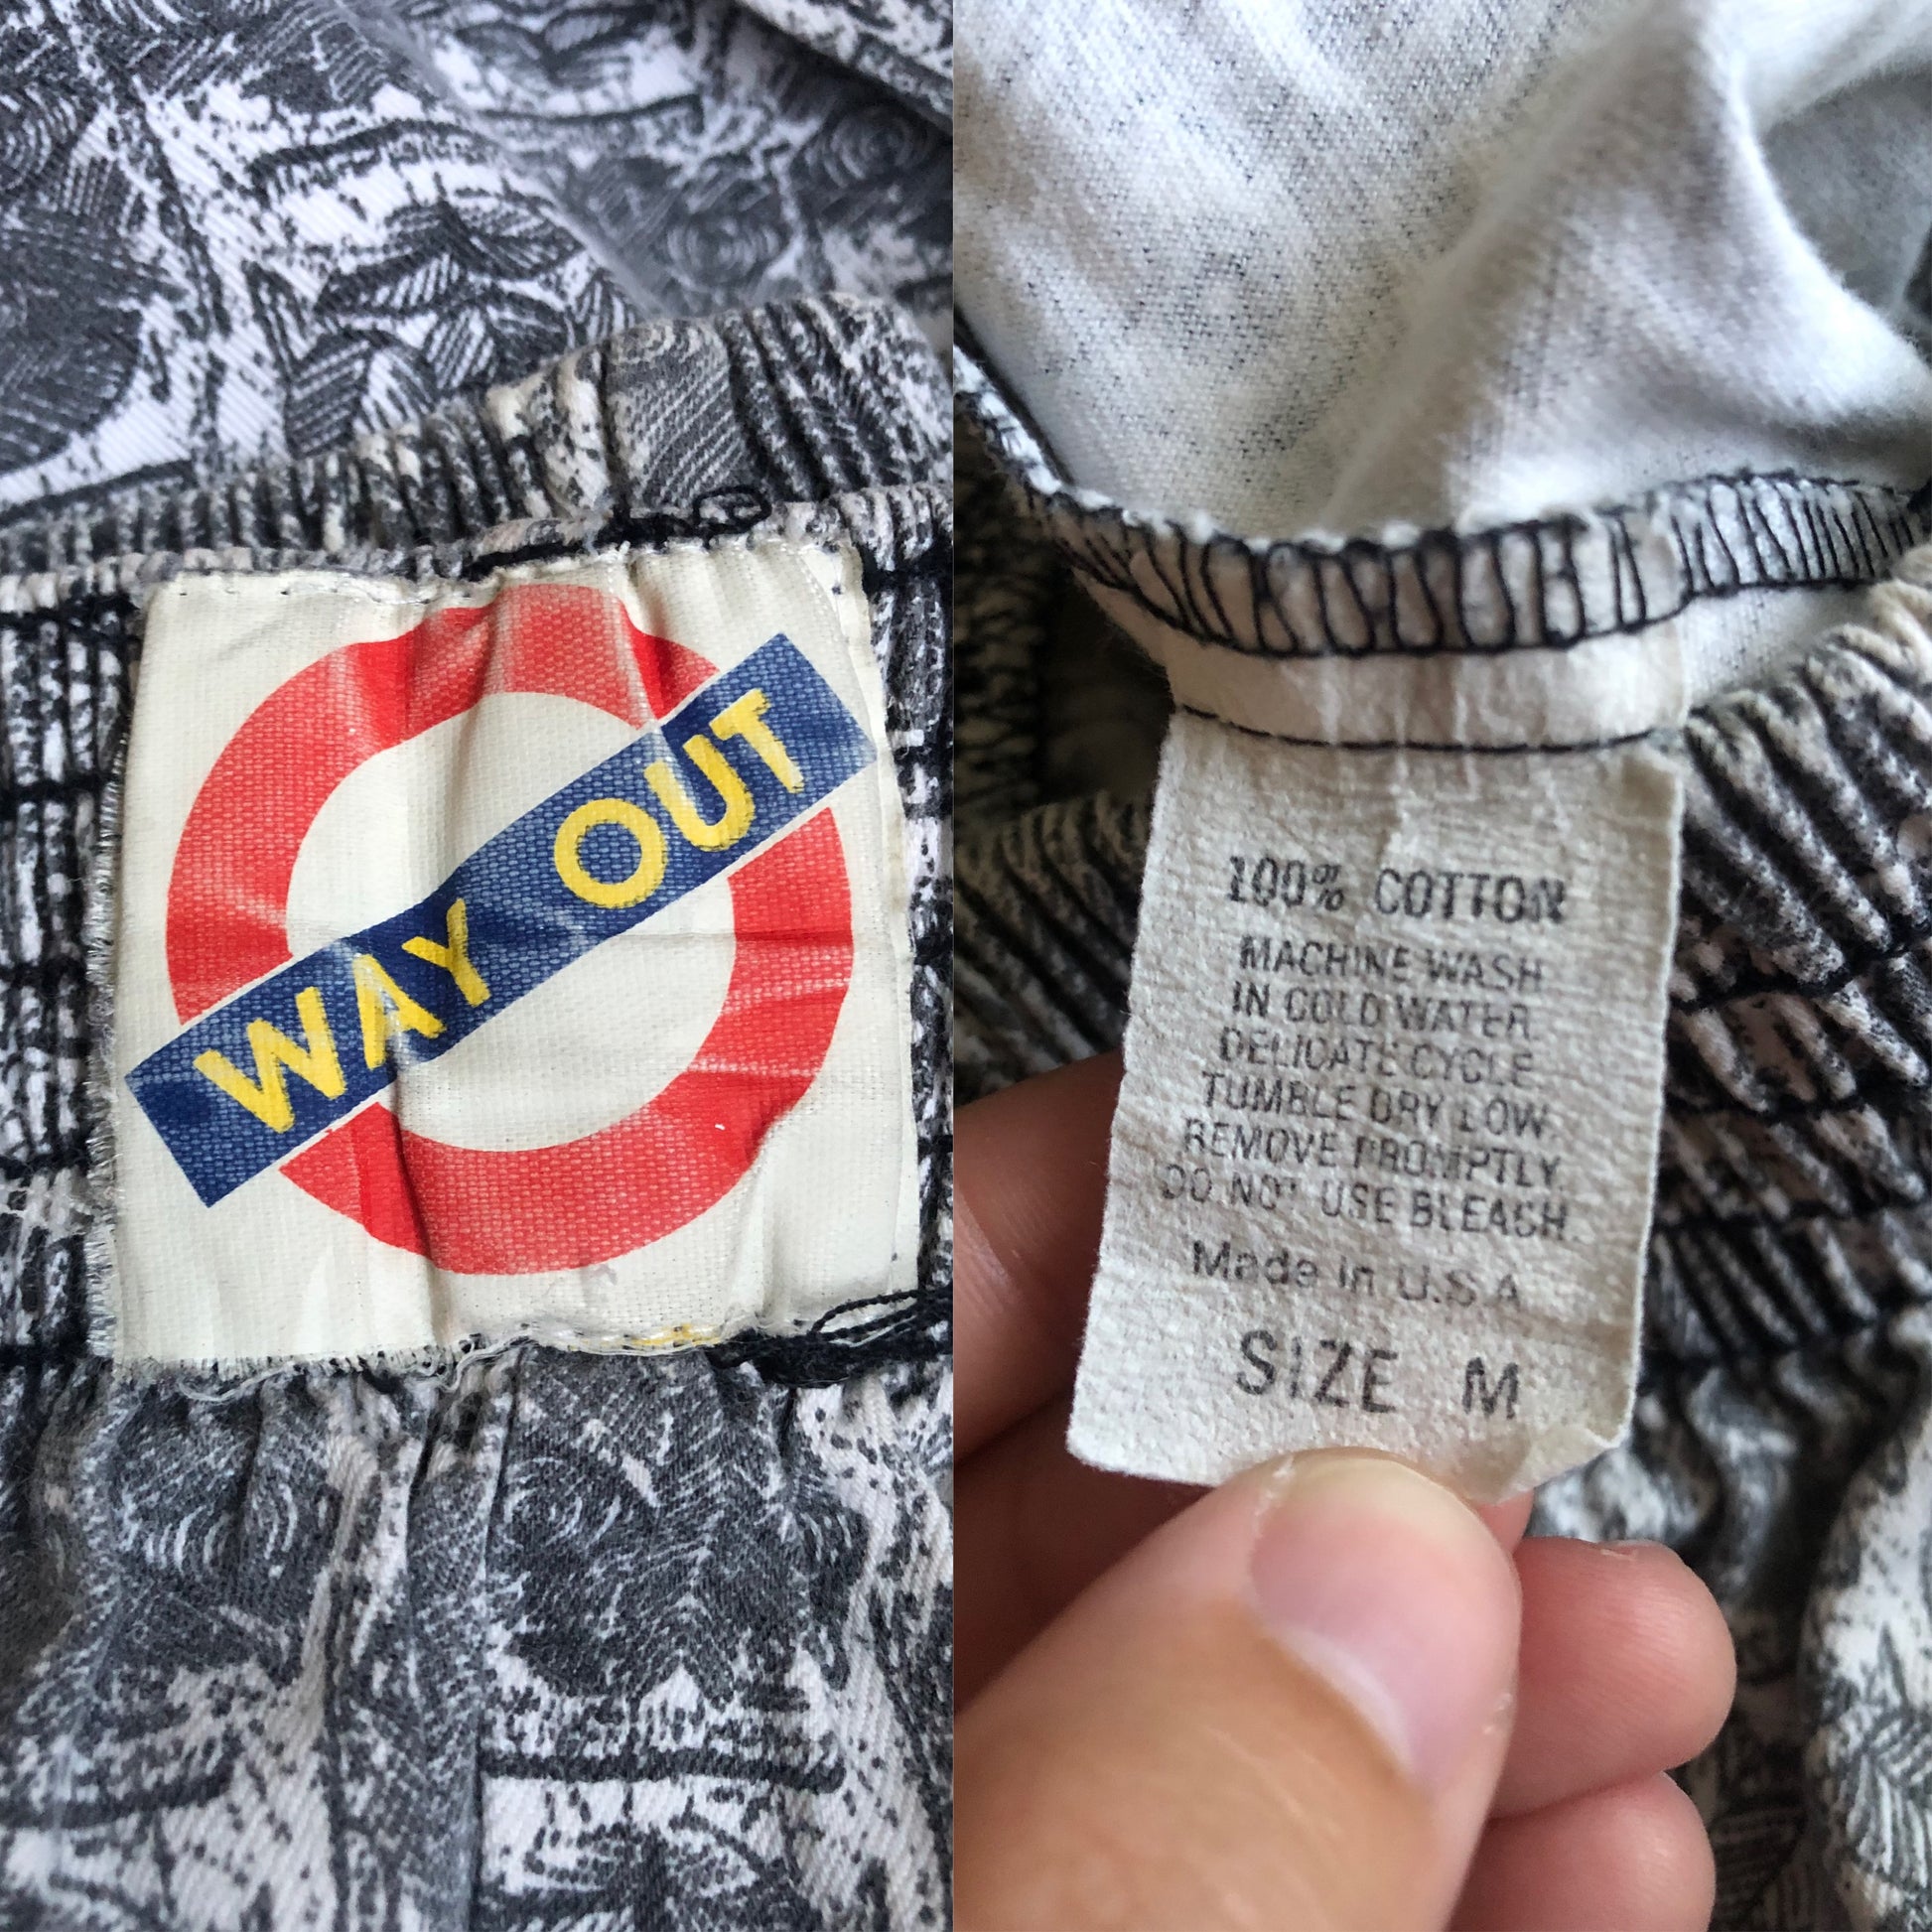 WAY OUT
100% COTTON
MACHINE WASH
IN COLD WATER
DELICATE CYCLE
TUMBLE DRY LOW.
REMOVE PROMPTLY.
DO NOT USE BLEACH.
Made in U.S.A
SIZE M